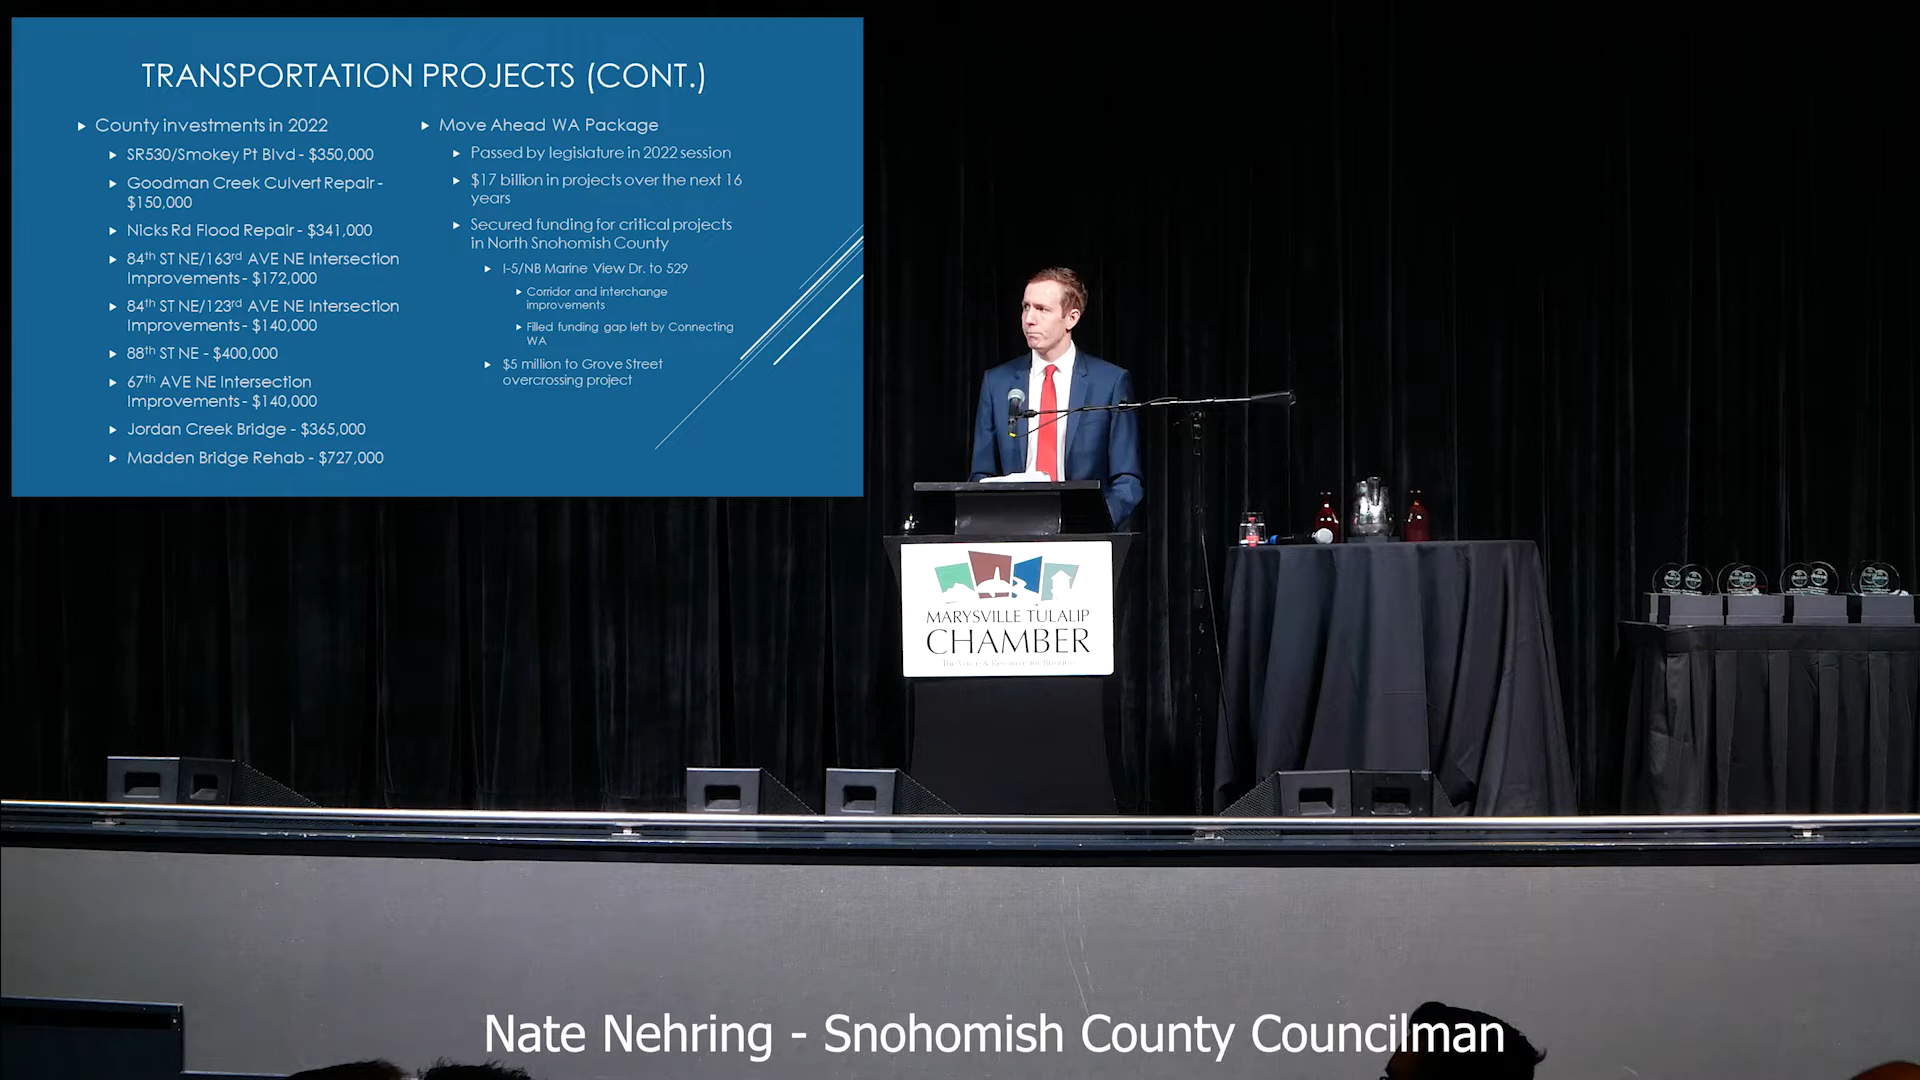 TRANSPORTATION PROJECTS (CONT.)
County investments in 2022
SR530/Smokey Pt Blvd - $350,000
Goodman Creek Culvert Repair -
$150,000
Nicks Rd Flood Repair - $341,000
84th ST NE/163rd AVE NE Intersection
Improvements - $172,000
84th ST NE/123rd AVE NE Intersection
Improvements - $140,000
88th ST NE - $400,000
67th AVE NE Intersection
Improvements - $140,000
Jordan Creek Bridge - $365,000
Madden Bridge Rehab - $727,000
Move Ahead WA Package
Passed by legislature in 2022 session
$17 billion in projects over the next 16
years
Secured funding for critical projects
in North Snohomish County
I-5/NB Marine View Dr. to 529
Corridor and interchange
improvements
Filled funding gap left by Connecting
WA
$5 million to Grove Street
overcrossing project
MARYSVILLE TULALIP
CHAMBER
The Voice & Resource for Business
Nate Nehring - Snohomish County Councilman